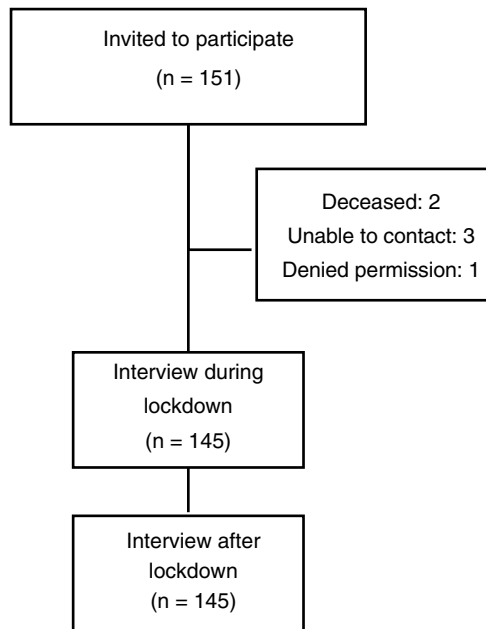 Invited to participate
(n = 151)
Deceased: 2
Unable to contact: 3
Denied permission: 1
Interview during
lockdown
(n = 145)
Interview after
lockdown
(n = 145)